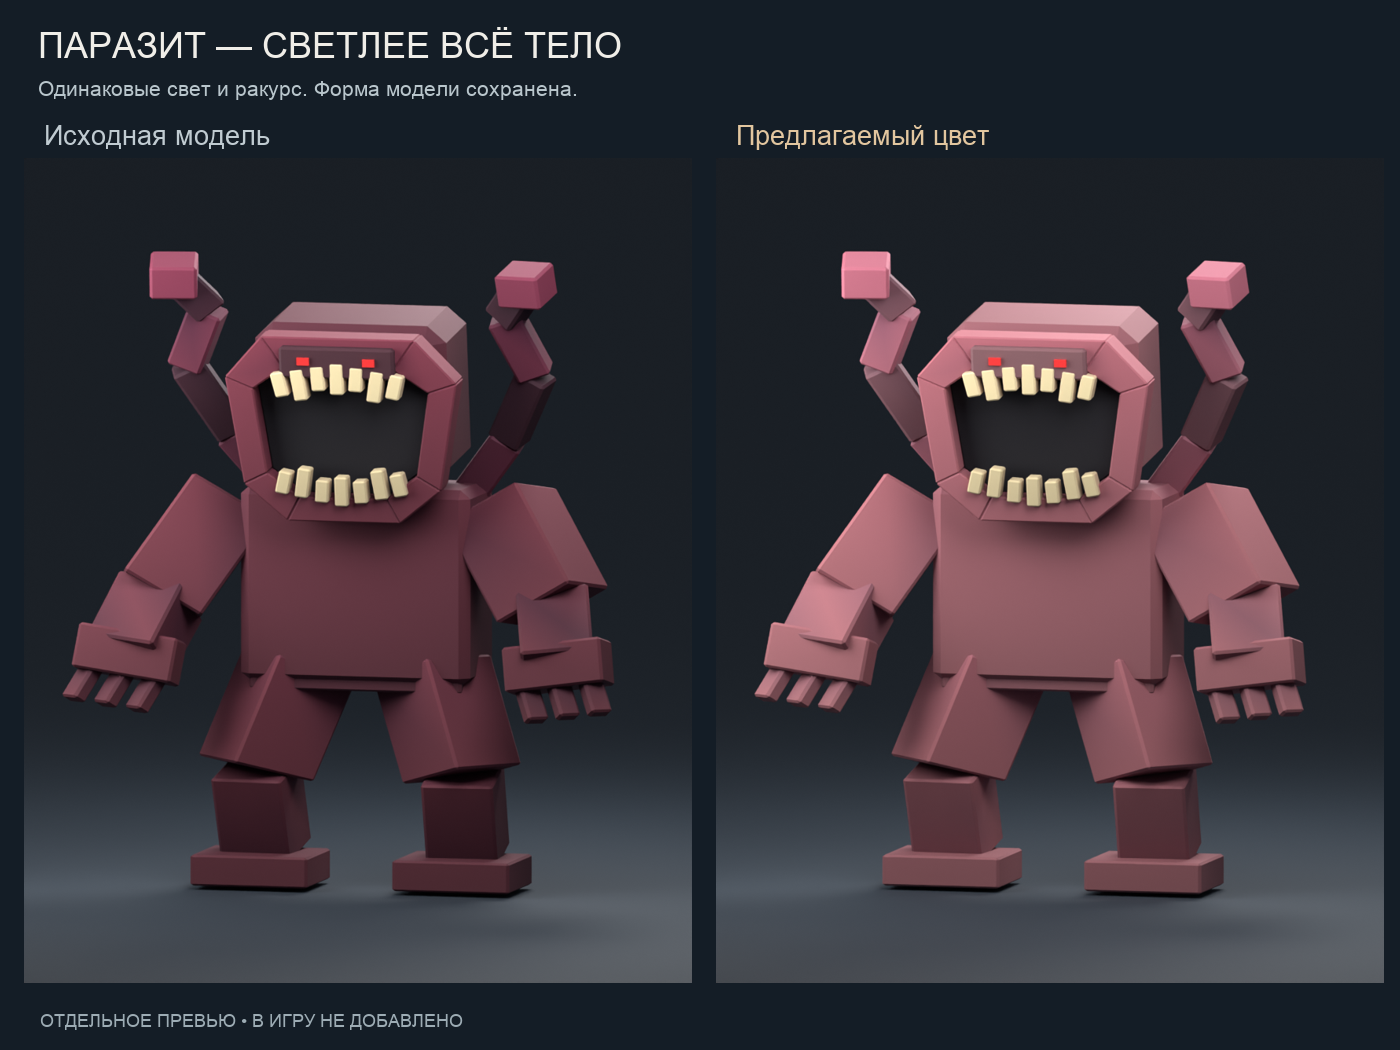 ПАРАЗИТ — СВЕТЛЕЕ ВСЁ ТЕЛО
Одинаковые свет и ракурс. Форма модели сохранена.
Исходная модель
Предлагаемый цвет
ОТДЕЛЬНОЕ ПРЕВЬЮ • В ИГРУ НЕ ДОБАВЛЕНО